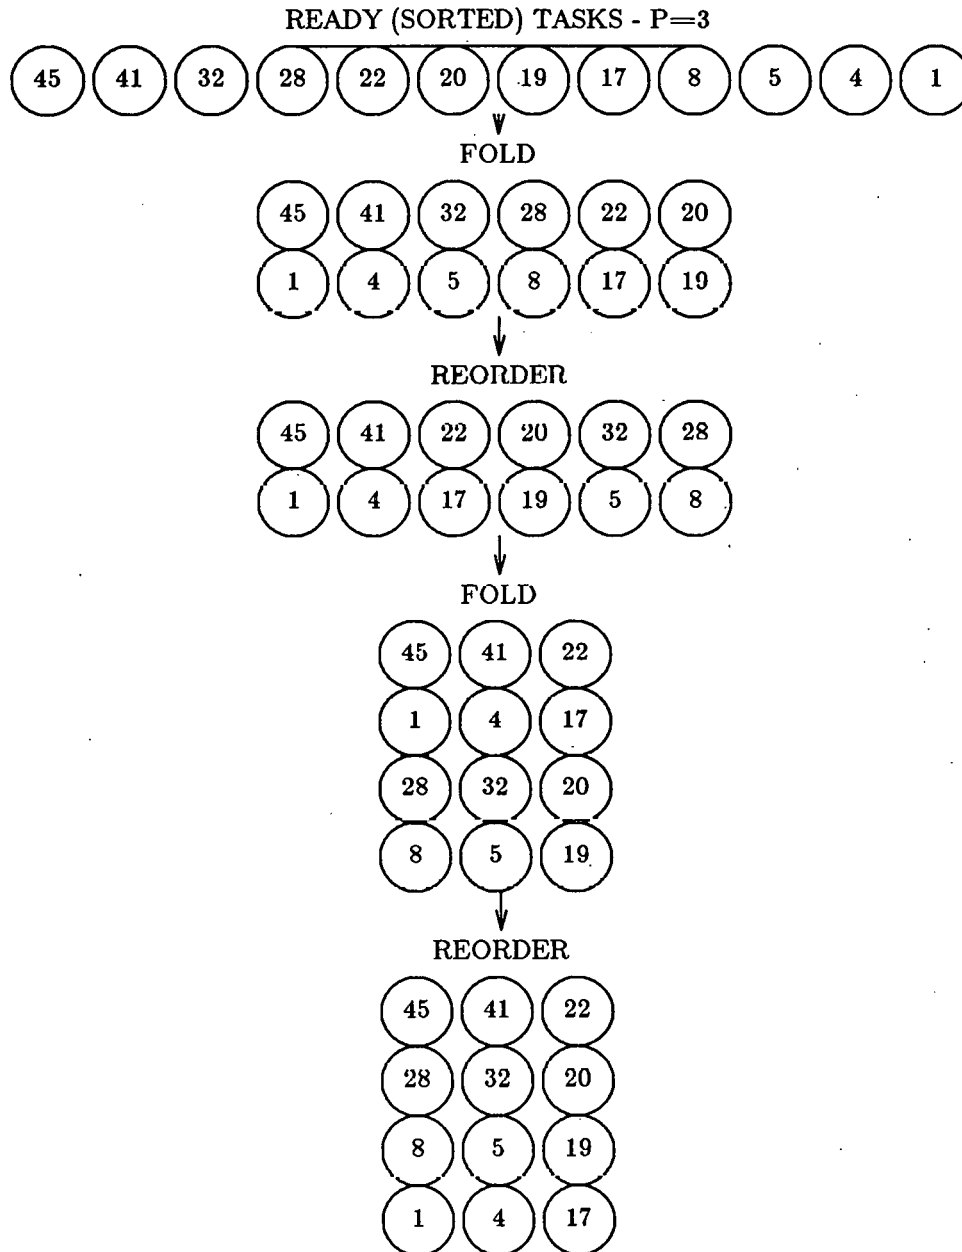 READY (SORTED) TASKS - P=3
45 41 32 28 22 20 19 17 8 5 4 1
FOLD
45 41 32 28 22 20
1 4 5 8 17 19
REORDER
45 41 22 20 32 28
1 4 17 19 5 8
FOLD
45 41 22
1 4 17
28 32 20
8 5 19
REORDER
45 41 22
28 32 20
8 5 19
1 4 17